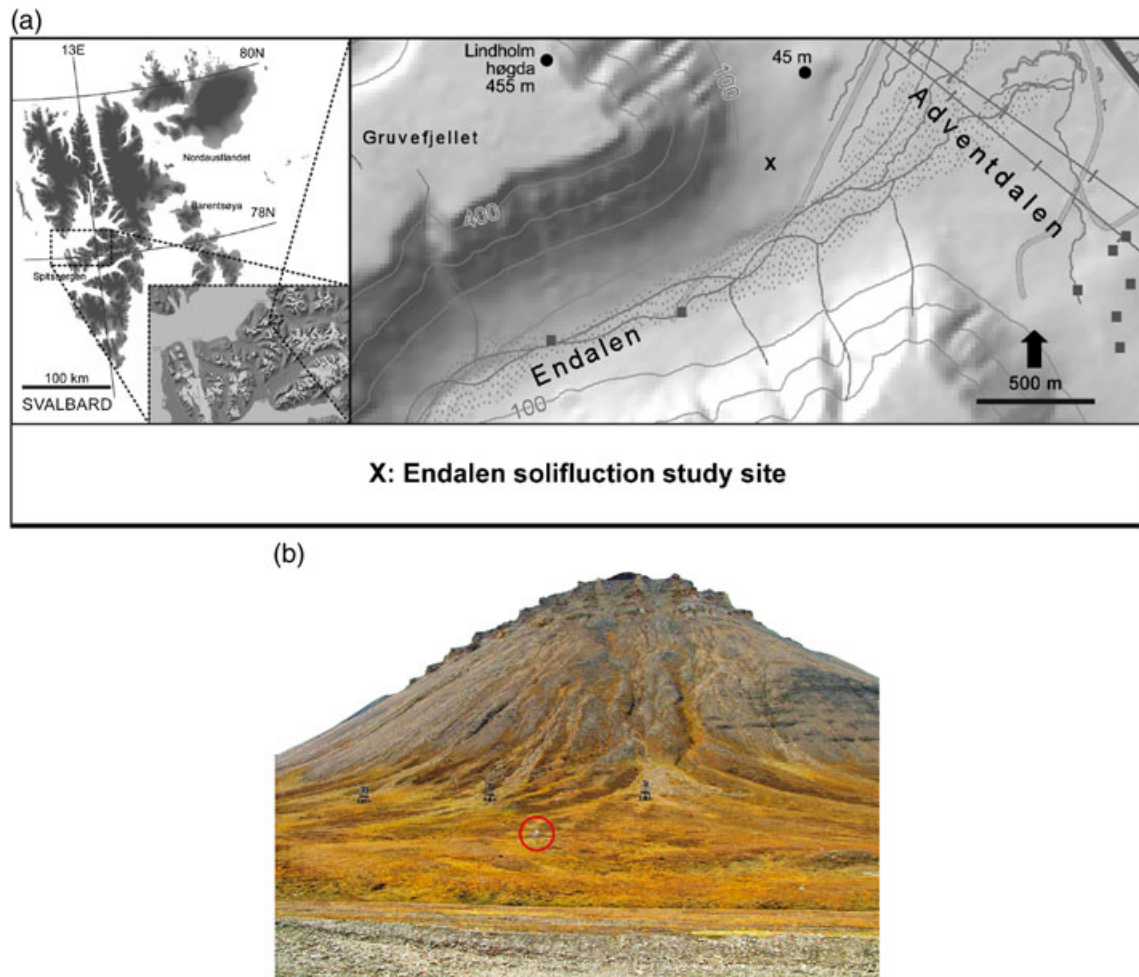 (a)
13E
80N
Nordaustlandet
Barentsøya
78N
Spitsbergen
100 km
SVALBARD
Lindholm
høgda
455 m
45 m
Gruvefjellet
100
X
400
Adventdalen
Endalen
100
500 m
X: Endalen solifluction study site
(b)